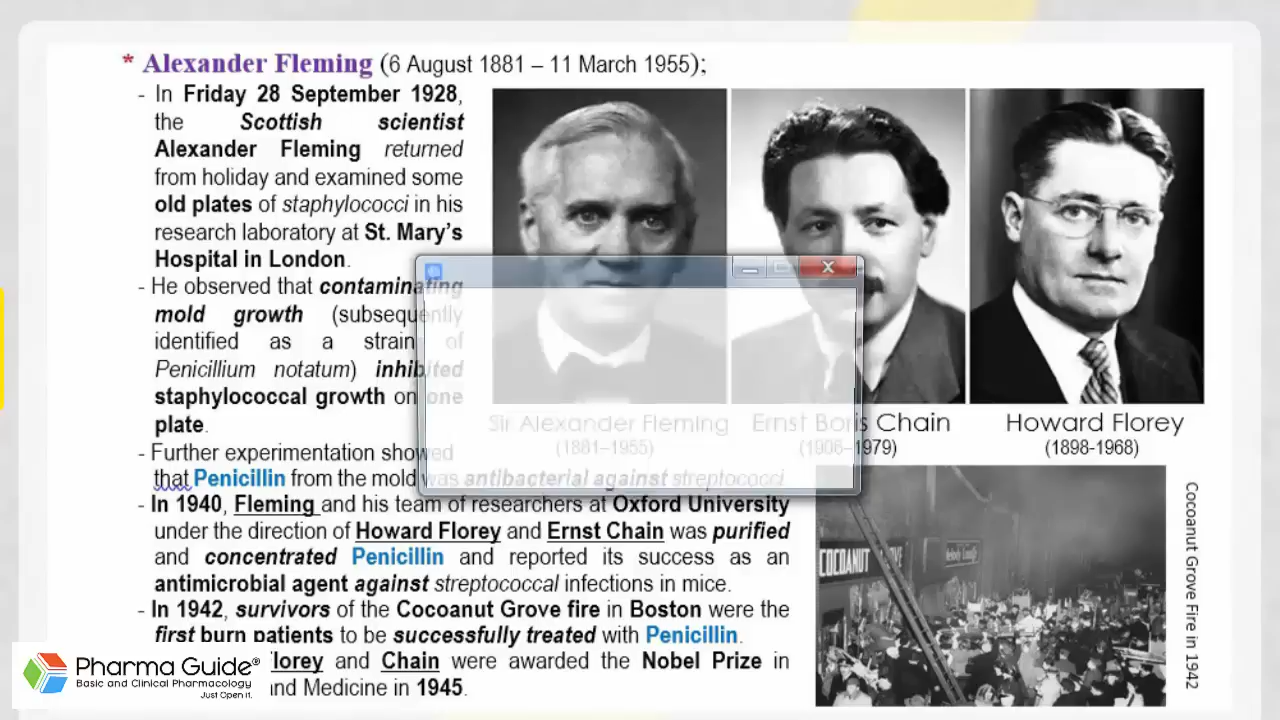 * Alexander Fleming (6 August 1881 – 11 March 1955);
- In Friday 28 September 1928,
the Scottish scientist
Alexander Fleming returned
from holiday and examined some
old plates of staphylococci in his
research laboratory at St. Mary's
Hospital in London.
- He observed that contaminating
mold growth (subsequently
identified as a strain of
Penicillium notatum) inhibited
staphylococcal growth on one
plate.
- Further experimentation showed
that Penicillin from the mold was antibacterial against streptococci
- In 1940, Fleming and his team of researchers at Oxford University
under the direction of Howard Florey and Ernst Chain was purified
and concentrated Penicillin and reported its success as an
antimicrobial agent against streptococcal infections in mice.
- In 1942, survivors of the Cocoanut Grove fire in Boston were the
first burn patients to be successfully treated with Penicillin.
lorey and Chain were awarded the Nobel Prize in
nd Medicine in 1945.
Sir Alexander Fleming
(1881–1955)
Ernst Boris Chain
(1906–1979)
Howard Florey
(1898-1968)
COCOANUT
Cocoanut Grove Fire in 1942
Pharma Guide®
Basic and Clinical Pharmacology
Just Open it.